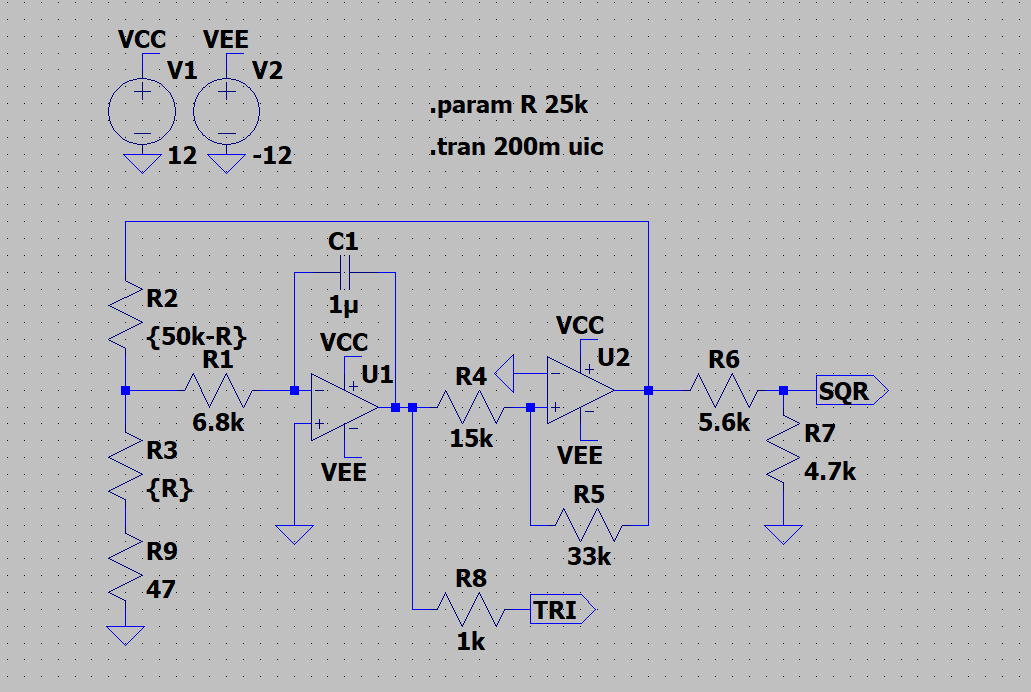 VCC VEE
V1 V2
12 -12
.param R 25k
.tran 200m uic
C1
1µ
R2
{50k-R}
R1
6.8k
VCC
U1
VEE
R4
15k
VCC
U2
VEE
R5
33k
R6
5.6k
SQR
R7
4.7k
R3
{R}
R9
47
R8
1k
TRI